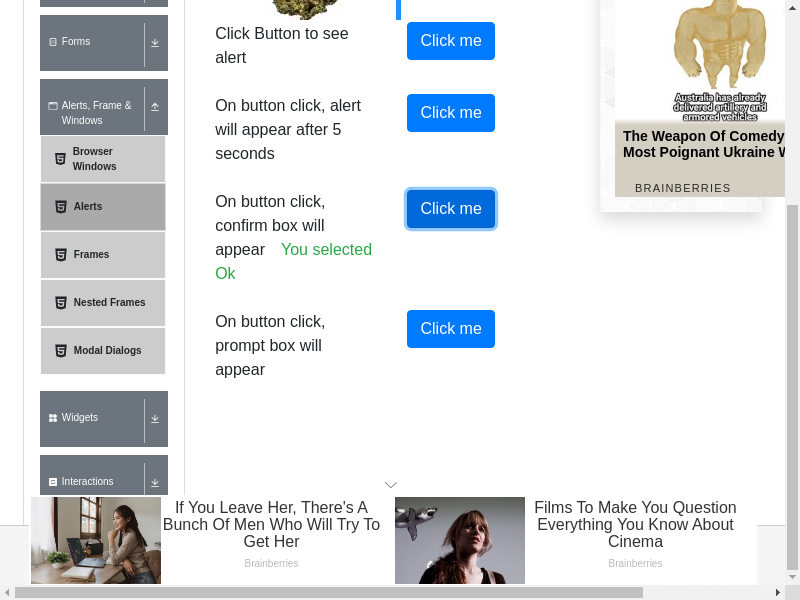 Forms
Alerts, Frame &
Windows
Browser
Windows
Alerts
Frames
Nested Frames
Modal Dialogs
Widgets
Interactions
Click Button to see
alert
Click me
On button click, alert
will appear after 5
seconds
Click me
On button click,
confirm box will
appear You selected
Ok
Click me
On button click,
prompt box will
appear
Click me
Australia has already
delivered artillery and
armored vehicles
The Weapon Of Comedy
Most Poignant Ukraine
BRAINBERRIES
If You Leave Her, There's A
Bunch Of Men Who Will Try To
Get Her
Brainberries
Films To Make You Question
Everything You Know About
Cinema
Brainberries